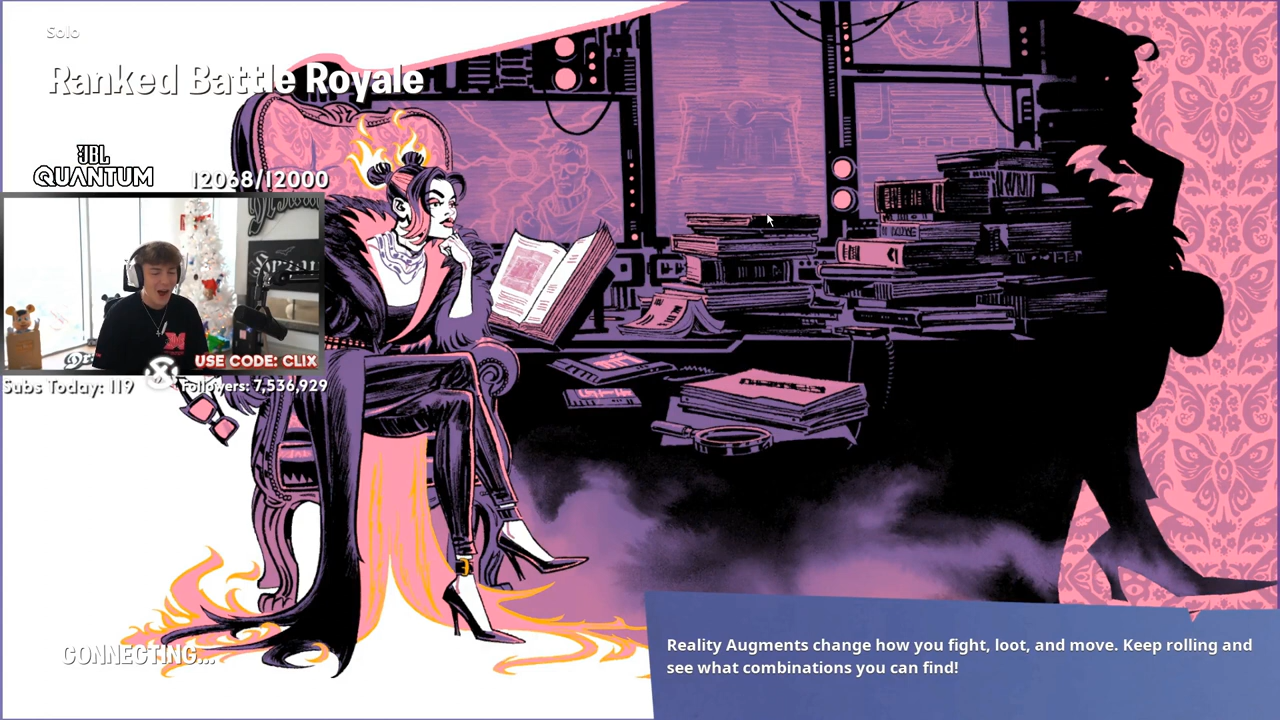 Solo
Ranked Battle Royale
JBL
QUANTUM
12068/12000
USE CODE: CLIX
Subs Today: 119
Followers: 7,536,929
CONNECTING...
Reality Augments change how you fight, loot, and move. Keep rolling and
see what combinations you can find!